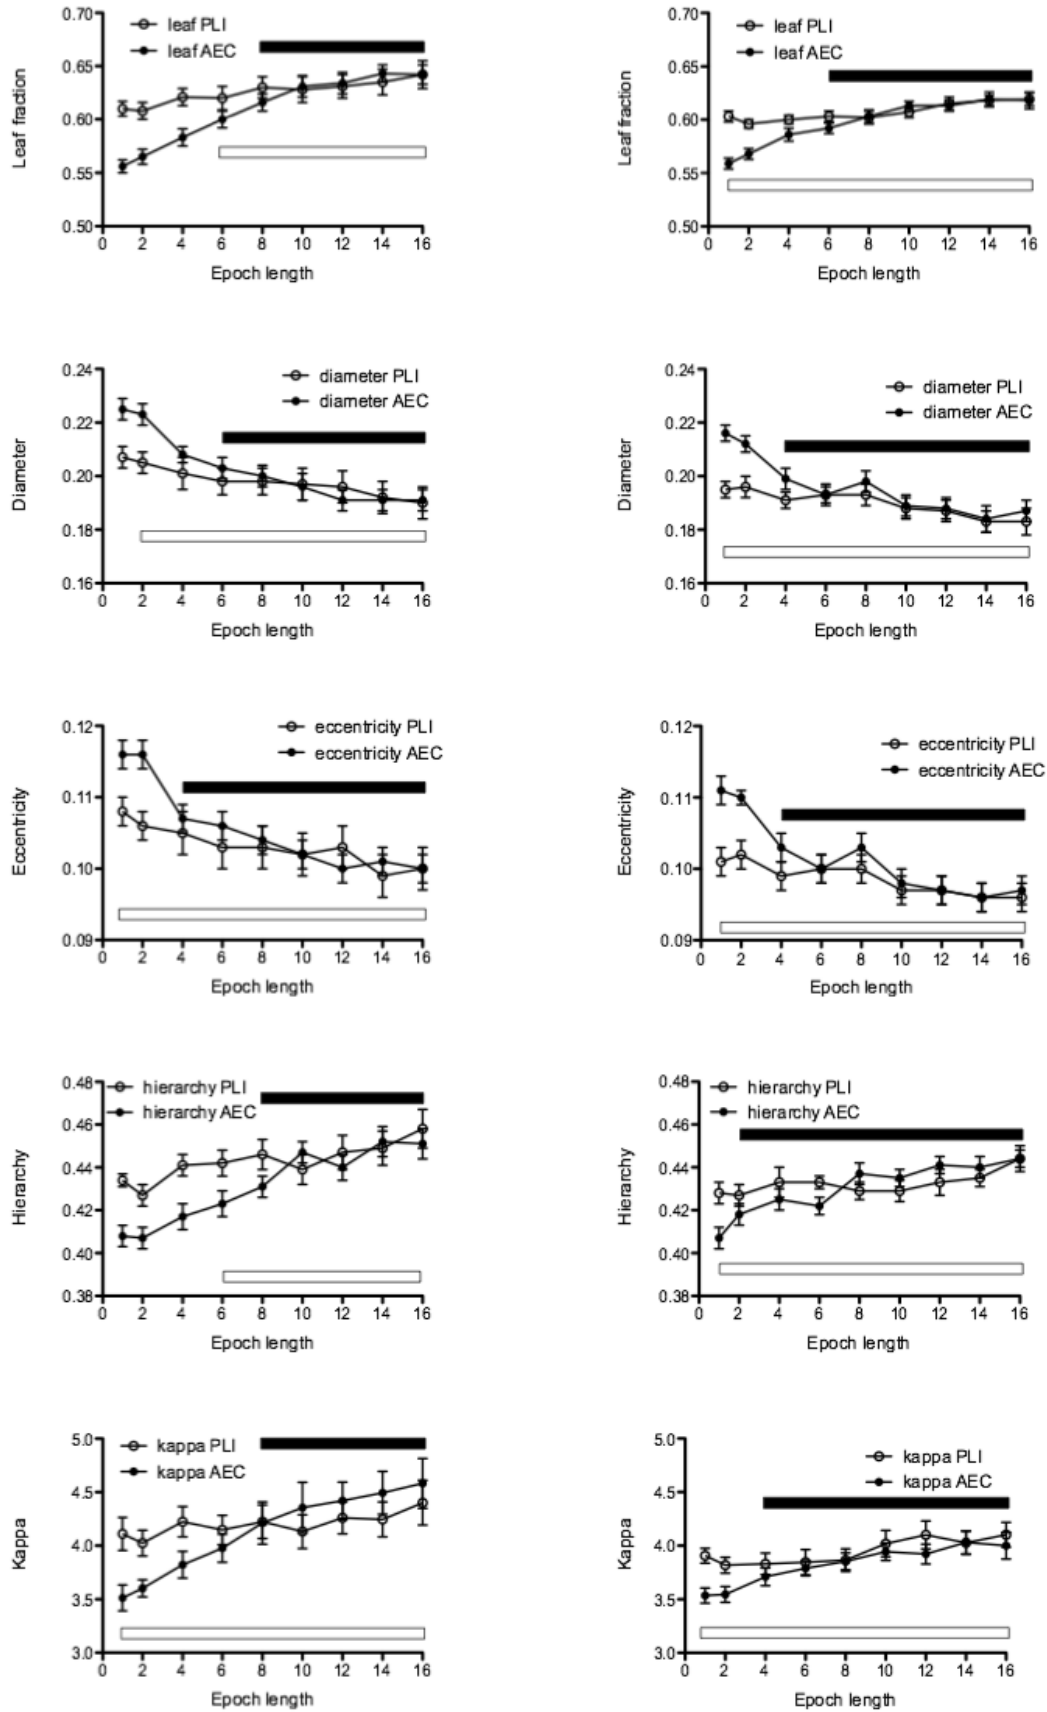 leaf PLI
leaf AEC
Leaf fraction
0.70
0.65
0.60
0.55
0.50
0 2 4 6 8 10 12 14 16
Epoch length
leaf PLI
leaf AEC
Leaf fraction
0.70
0.65
0.60
0.55
0.50
0 2 4 6 8 10 12 14 16
Epoch length
diameter PLI
diameter AEC
Diameter
0.24
0.22
0.20
0.18
0.16
0 2 4 6 8 10 12 14 16
Epoch length
diameter PLI
diameter AEC
Diameter
0.24
0.22
0.20
0.18
0.16
0 2 4 6 8 10 12 14 16
Epoch length
eccentricity PLI
eccentricity AEC
Eccentricity
0.12
0.11
0.10
0.09
0 2 4 6 8 10 12 14 16
Epoch length
eccentricity PLI
eccentricity AEC
Eccentricity
0.12
0.11
0.10
0.09
0 2 4 6 8 10 12 14 16
Epoch length
hierarchy PLI
hierarchy AEC
Hierarchy
0.48
0.46
0.44
0.42
0.40
0.38
0 2 4 6 8 10 12 14 16
Epoch length
hierarchy PLI
hierarchy AEC
Hierarchy
0.48
0.46
0.44
0.42
0.40
0.38
0 2 4 6 8 10 12 14 16
Epoch length
kappa PLI
kappa AEC
Kappa
5.0
4.5
4.0
3.5
3.0
0 2 4 6 8 10 12 14 16
Epoch length
kappa PLI
kappa AEC
Kappa
5.0
4.5
4.0
3.5
3.0
0 2 4 6 8 10 12 14 16
Epoch length